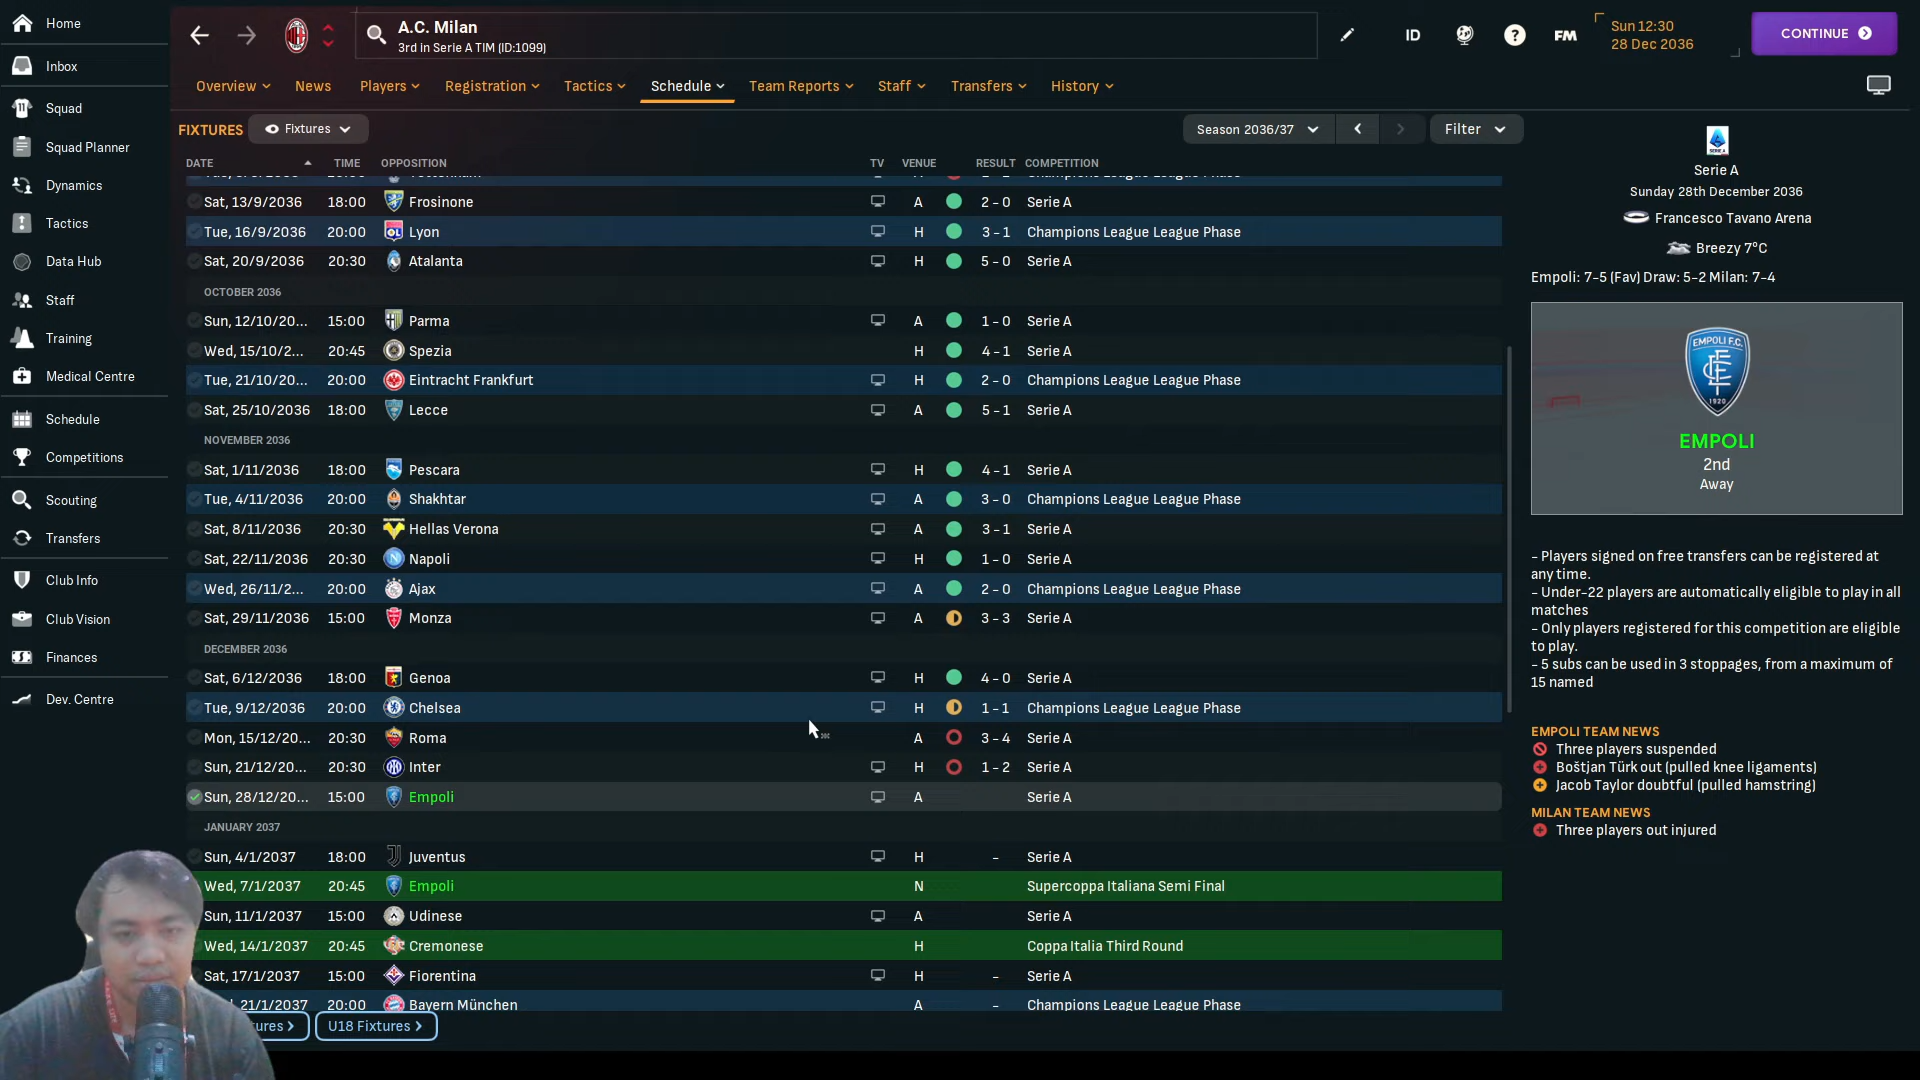 Home
Inbox
Squad
Squad Planner
Dynamics
Tactics
Data Hub
Staff
Training
Medical Centre
Schedule
Competitions
Scouting
Transfers
Club Info
Club Vision
Finances
Dev. Centre
A.C. Milan
3rd in Serie A TIM (ID:1099)
ID
FM
Sun 12:30
28 Dec 2036
CONTINUE
Overview
News
Players
Registration
Tactics
Schedule
Team Reports
Staff
Transfers
History
FIXTURES
Fixtures
Season 2036/37
Filter
DATE TIME OPPOSITION TV VENUE RESULT COMPETITION
Sat, 13/9/2036 18:00 Frosinone A 2 - 0 Serie A
Tue, 16/9/2036 20:00 Lyon H 3 - 1 Champions League League Phase
Sat, 20/9/2036 20:30 Atalanta H 5 - 0 Serie A
OCTOBER 2036
Sun, 12/10/20... 15:00 Parma A 1 - 0 Serie A
Wed, 15/10/2... 20:45 Spezia H 4 - 1 Serie A
Tue, 21/10/20... 20:00 Eintracht Frankfurt H 2 - 0 Champions League League Phase
Sat, 25/10/2036 18:00 Lecce A 5 - 1 Serie A
NOVEMBER 2036
Sat, 1/11/2036 18:00 Pescara H 4 - 1 Serie A
Tue, 4/11/2036 20:00 Shakhtar A 3 - 0 Champions League League Phase
Sat, 8/11/2036 20:30 Hellas Verona A 3 - 1 Serie A
Sat, 22/11/2036 20:30 Napoli H 1 - 0 Serie A
Wed, 26/11/2... 20:00 Ajax A 2 - 0 Champions League League Phase
Sat, 29/11/2036 15:00 Monza A 3 - 3 Serie A
DECEMBER 2036
Sat, 6/12/2036 18:00 Genoa H 4 - 0 Serie A
Tue, 9/12/2036 20:00 Chelsea H 1 - 1 Champions League League Phase
Mon, 15/12/20... 20:30 Roma A 3 - 4 Serie A
Sun, 21/12/20... 20:30 Inter H 1 - 2 Serie A
Sun, 28/12/20... 15:00 Empoli A Serie A
JANUARY 2037
Sun, 4/1/2037 18:00 Juventus H - Serie A
Wed, 7/1/2037 20:45 Empoli N Supercoppa Italiana Semi Final
Sun, 11/1/2037 15:00 Udinese A Serie A
Wed, 14/1/2037 20:45 Cremonese H Coppa Italia Third Round
Sat, 17/1/2037 15:00 Fiorentina H - Serie A
21/1/2037 20:00 Bayern München A - Champions League League Phase
U18 Fixtures
Serie A
Sunday 28th December 2036
Francesco Tavano Arena
Breezy 7°C
Empoli: 7-5 (Fav) Draw: 5-2 Milan: 7-4
EMPOLI F.C.
1920
EMPOLI
2nd
Away
- Players signed on free transfers can be registered at
any time.
- Under-22 players are automatically eligible to play in all
matches
- Only players registered for this competition are eligible
to play.
- 5 subs can be used in 3 stoppages, from a maximum of
15 named
EMPOLI TEAM NEWS
Three players suspended
Boštjan Türk out (pulled knee ligaments)
Jacob Taylor doubtful (pulled hamstring)
MILAN TEAM NEWS
Three players out injured